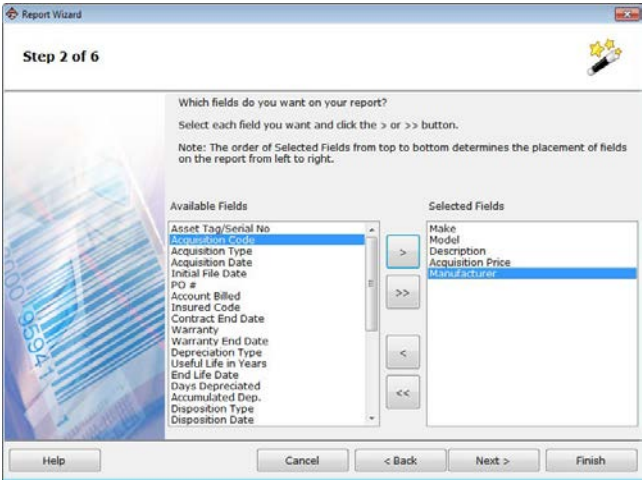 Report Wizard
Step 2 of 6
Which fields do you want on your report?
Select each field you want and click the > or >> button.
Note: The order of Selected Fields from top to bottom determines the placement of fields
on the report from left to right.
Available Fields
Asset Tag/Serial No
Acquisition Code
Acquisition Type
Acquisition Date
Initial File Date
PO #
Account Billed
Insured Code
Contract End Date
Warranty
Warranty End Date
Depreciation Type
Useful Life in Years
End Life Date
Days Depreciated
Accumulated Dep.
Disposition Type
Disposition Date
>
>>
<
<<
Selected Fields
Make
Model
Description
Acquisition Price
Manufacturer
Help
Cancel
< Back
Next >
Finish